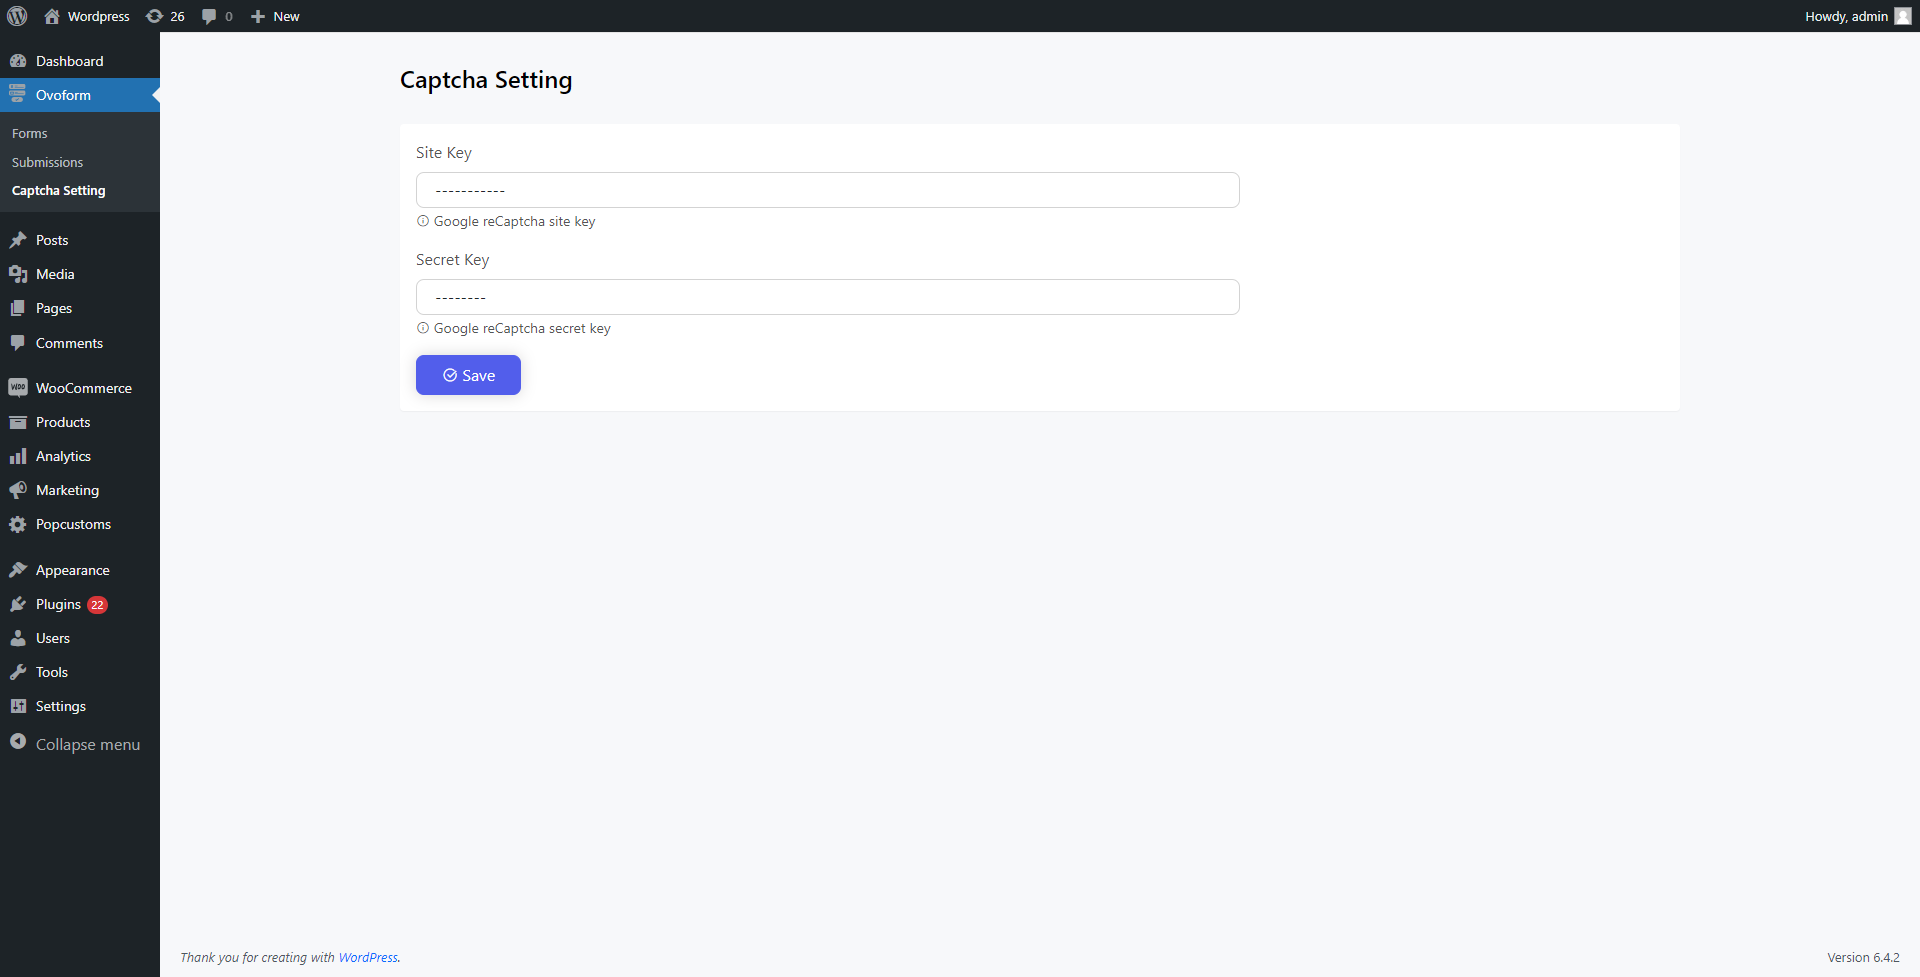 Wordpress 26 0 New Howdy, admin
Dashboard
Ovoform
Forms
Submissions
Captcha Setting
Posts
Media
Pages
Comments
WOO WooCommerce
Products
Analytics
Marketing
Popcustoms
Appearance
Plugins 22
Users
Tools
Settings
Collapse menu
Captcha Setting
Site Key
-----------
Google reCaptcha site key
Secret Key
--------
Google reCaptcha secret key
Save
Thank you for creating with WordPress.
Version 6.4.2